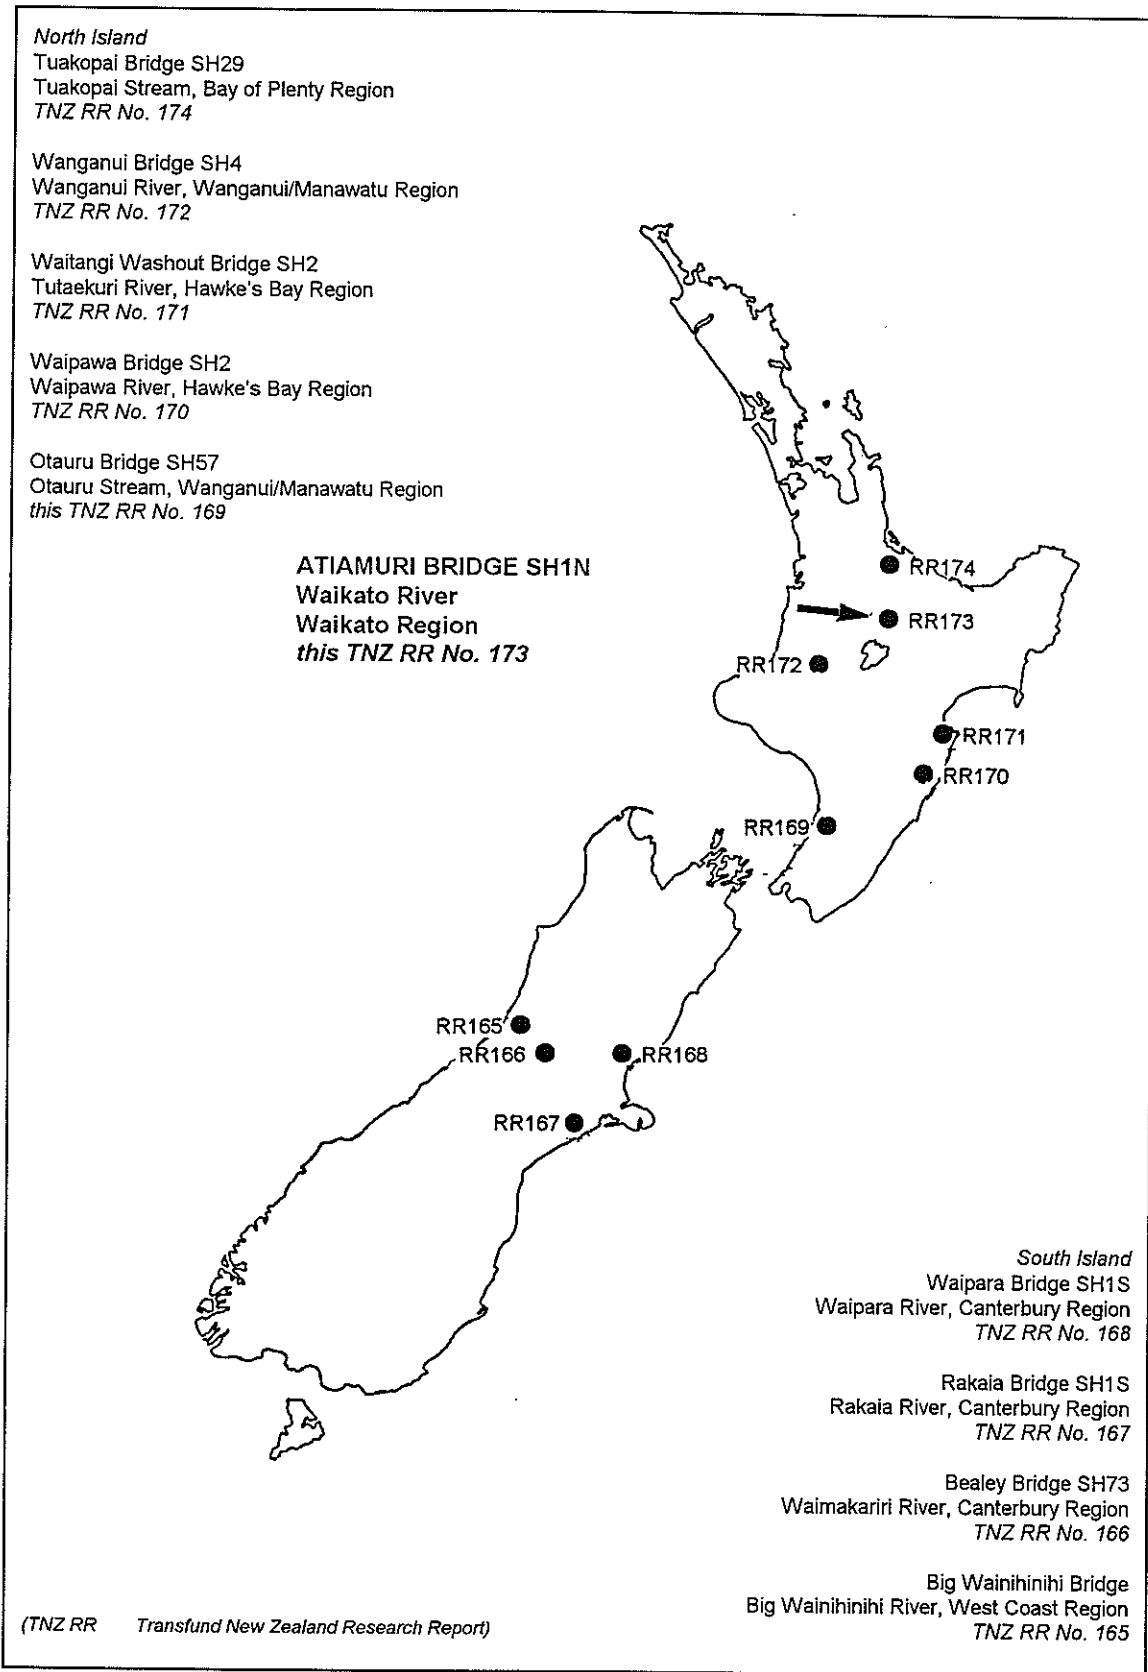 North Island
Tuakopai Bridge SH29
Tuakopai Stream, Bay of Plenty Region
TNZ RR No. 174
Wanganui Bridge SH4
Wanganui River, Wanganui/Manawatu Region
TNZ RR No. 172
Waitangi Washout Bridge SH2
Tutaekuri River, Hawke's Bay Region
TNZ RR No. 171
Waipawa Bridge SH2
Waipawa River, Hawke's Bay Region
TNZ RR No. 170
Otauru Bridge SH57
Otauru Stream, Wanganui/Manawatu Region
this TNZ RR No. 169
ATIAMURI BRIDGE SH1N
Waikato River
Waikato Region
this TNZ RR No. 173
RR174
RR173
RR172
RR171
RR170
RR169
RR165
RR166
RR168
RR167
South Island
Waipara Bridge SH1S
Waipara River, Canterbury Region
TNZ RR No. 168
Rakaia Bridge SH1S
Rakaia River, Canterbury Region
TNZ RR No. 167
Bealey Bridge SH73
Waimakariri River, Canterbury Region
TNZ RR No. 166
Big Wainihinihi Bridge
Big Wainihinihi River, West Coast Region
TNZ RR No. 165
(TNZ RR Transfund New Zealand Research Report)